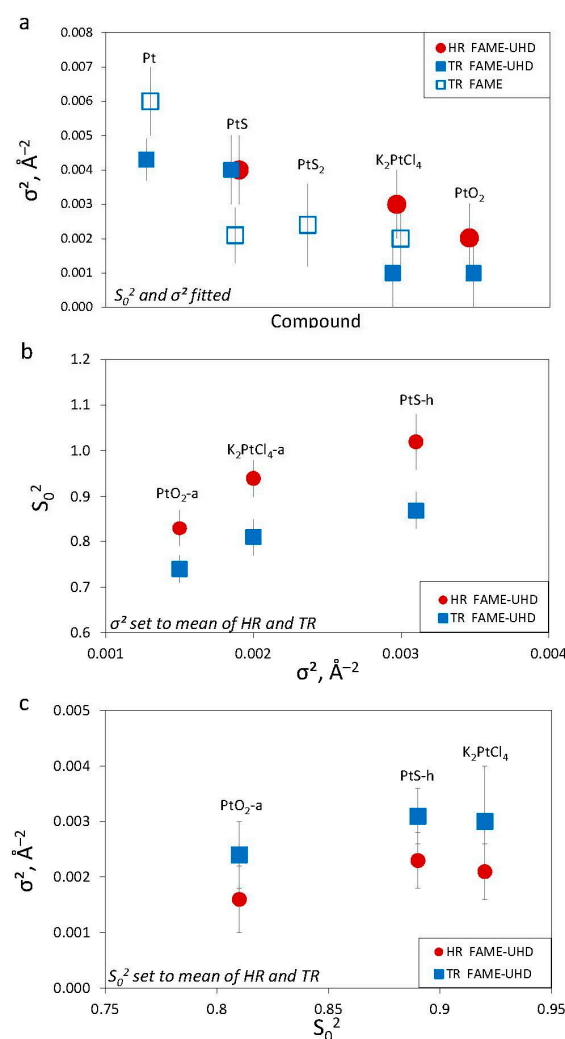 a
HR FAME-UHD
TR FAME-UHD
TR FAME
0.008
0.007
0.006
0.005
0.004
0.003
0.002
0.001
0.000
σ², Å⁻²
Pt
PtS
PtS₂
K₂PtCl₄
PtO₂
S₀² and σ² fitted
Compound
b
1.2
1.1
1.0
0.9
0.8
0.7
0.6
S₀²
PtO₂-a
K₂PtCl₄-a
PtS-h
HR FAME-UHD
TR FAME-UHD
σ² set to mean of HR and TR
0.001 0.002 0.003 0.004
σ², Å⁻²
c
0.005
0.004
0.003
0.002
0.001
0.000
σ², Å⁻²
PtO₂-a
PtS-h
K₂PtCl₄
HR FAME-UHD
TR FAME-UHD
S₀² set to mean of HR and TR
0.75 0.8 0.85 0.9 0.95
S₀²